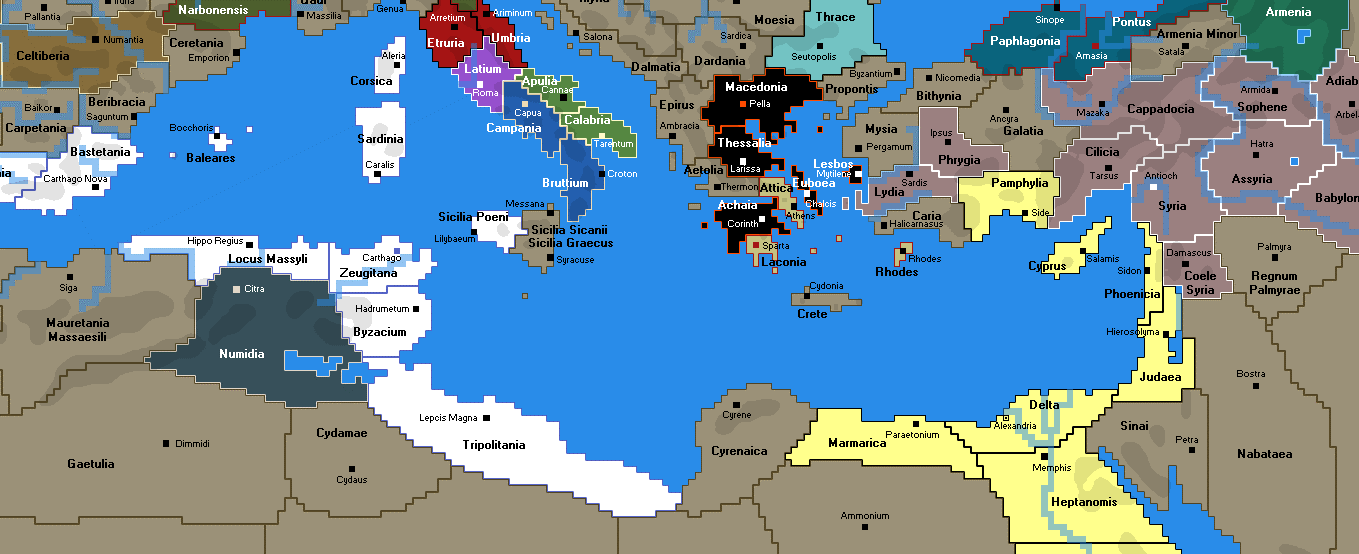 Pallantia
Numantia
Celtiberia
Narbonensis
Massilia
Genua
Ceretania
Emporion
Baikor
Beribracia
Saguntum
Carpetania
Bastetania
Carthago Nova
Bocchoris
Baleares
Corsica
Aleria
Sardinia
Caralis
Arretium
Etruria
Ariminum
Umbria
Latium
Roma
Apulia
Cannae
Capua
Campania
Calabria
Tarentum
Bruttium
Croton
Salona
Dalmatia
Moesia
Sardica
Dardania
Thrace
Seutopolis
Epirus
Ambracia
Macedonia
Pella
Thessalia
Larissa
Aetolia
Thermon
Attica
Athens
Euboea
Chalcis
Achaia
Corinth
Sparta
Laconia
Lesbos
Mytilene
Byzantium
Propontis
Nicomedia
Bithynia
Mysia
Pergamum
Lydia
Sardis
Ipsus
Phrygia
Ancyra
Galatia
Caria
Halicarnasus
Rhodes
Rhodes
Pamphylia
Side
Sinope
Paphlagonia
Pontus
Amasia
Armenia Minor
Satala
Armenia
Mazaka
Cappadocia
Cilicia
Tarsus
Armida
Sophene
Adiab
Arbel
Hatra
Assyria
Babylon
Antioch
Syria
Cyprus
Salamis
Sidon
Phoenicia
Damascus
Coele
Syria
Palmyra
Regnum
Palmyrae
Hierosolyma
Judaea
Bostra
Messana
Sicilia Poeni
Lilybaeum
Sicilia Sicanii
Sicilia Graecus
Syracuse
Cydonia
Crete
Siga
Mauretania
Massaesili
Hippo Regius
Locus Massyli
Carthago
Zeugitana
Citra
Hadrumetum
Byzacium
Numidia
Lepcis Magna
Tripolitania
Dimmidi
Gaetulia
Cydamae
Cydaus
Cyrene
Cyrenaica
Marmarica
Paraetonium
Delta
Alexandria
Memphis
Heptanomis
Ammonium
Sinai
Petra
Nabataea